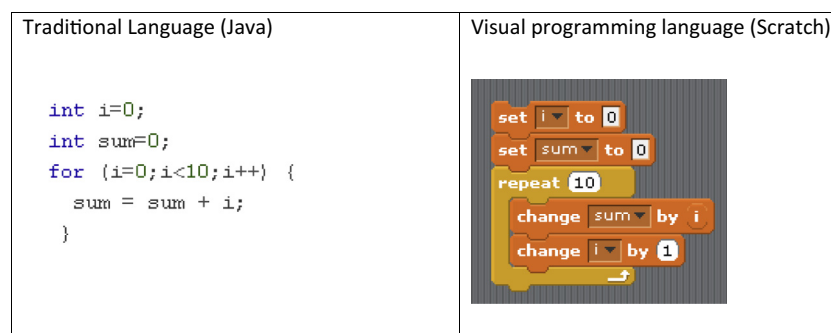 Traditional Language (Java)
int i=0;
int sum=0;
for (i=0;i<10;i++) {
sum = sum + i;
}
Visual programming language (Scratch)
set i to 0
set sum to 0
repeat 10
change sum by i
change i by 1